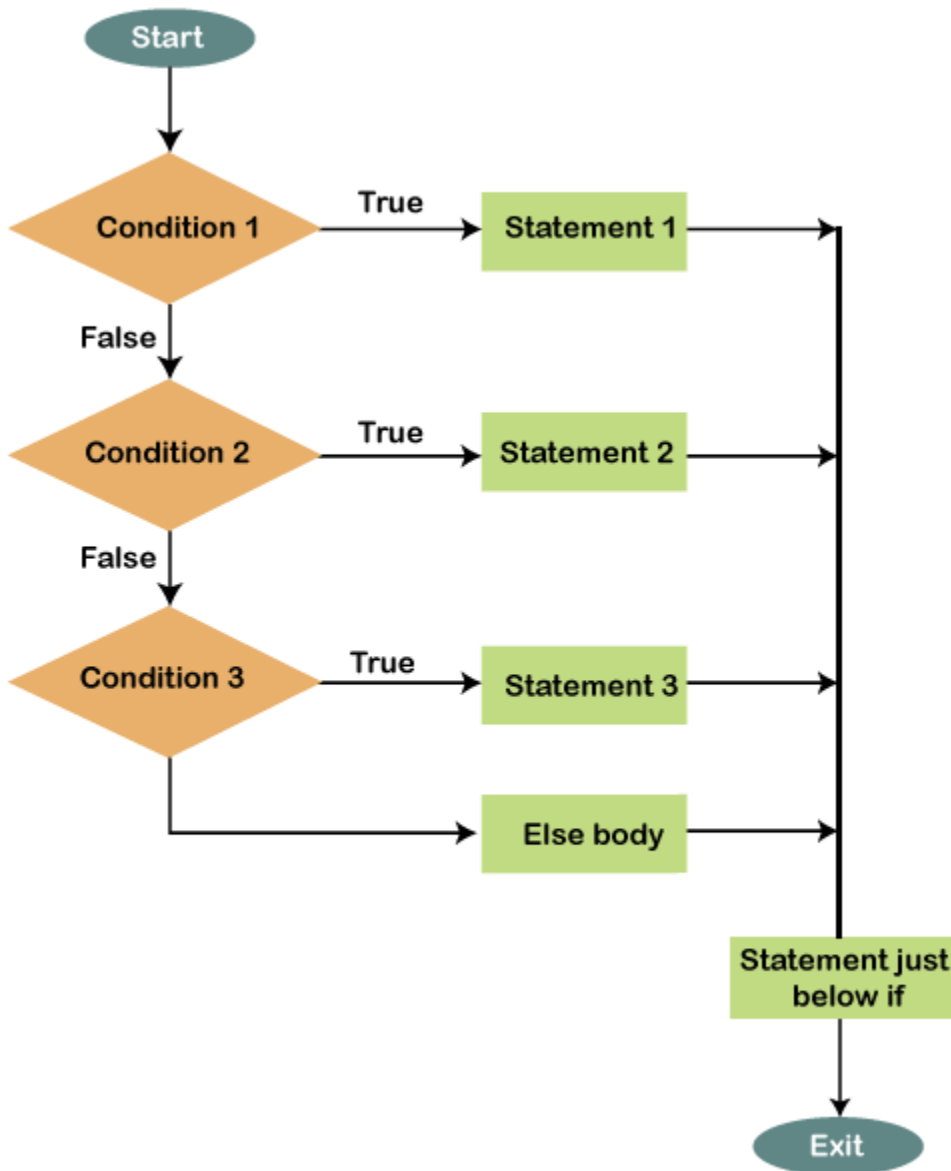 Start
Condition 1
True
Statement 1
False
Condition 2
True
Statement 2
False
Condition 3
True
Statement 3
Else body
Statement just
below if
Exit